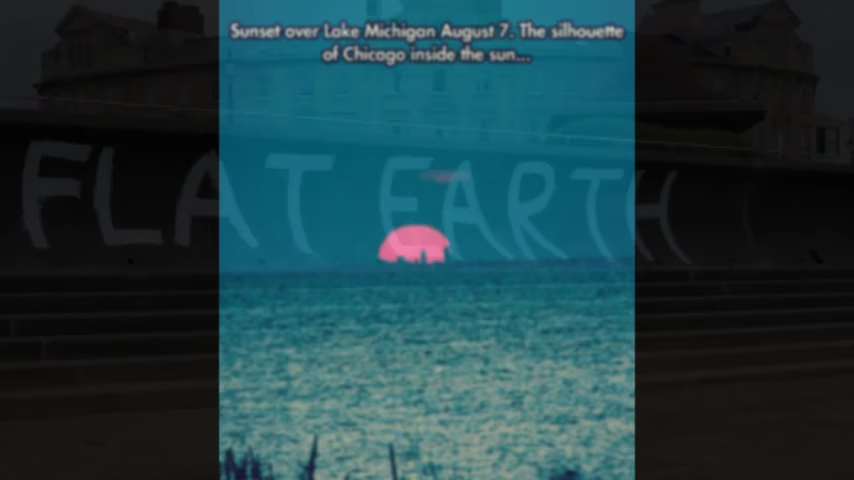 Sunset over Lake Michigan August 7. The silhouette
of Chicago inside the sun...
FLAT EARTH